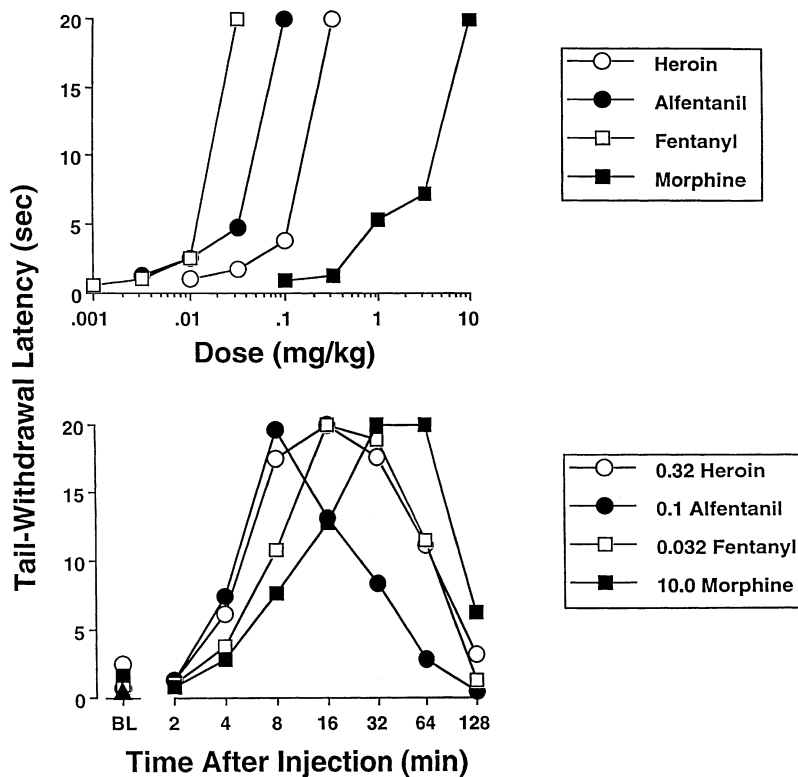 20
15
10
5
0
.001
.01
.1
1
10
Dose (mg/kg)
Heroin
Alfentanil
Fentanyl
Morphine
Tail-Withdrawal Latency (sec)
20
15
10
5
0
BL
2
4
8
16
32
64
128
Time After Injection (min)
0.32 Heroin
0.1 Alfentanil
0.032 Fentanyl
10.0 Morphine